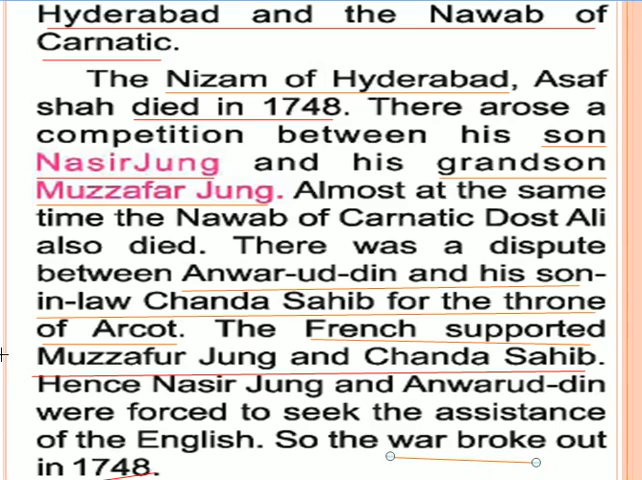 Hyderabad and the Nawab of
Carnatic.
The Nizam of Hyderabad, Asaf
shah died in 1748. There arose a
competition between his son
NasirJung and his grandson
Muzzafar Jung. Almost at the same
time the Nawab of Carnatic Dost Ali
also died. There was a dispute
between Anwar-ud-din and his son-
in-law Chanda Sahib for the throne
of Arcot. The French supported
Muzzafur Jung and Chanda Sahib.
Hence Nasir Jung and Anwarud-din
were forced to seek the assistance
of the English. So the war broke out
in 1748.